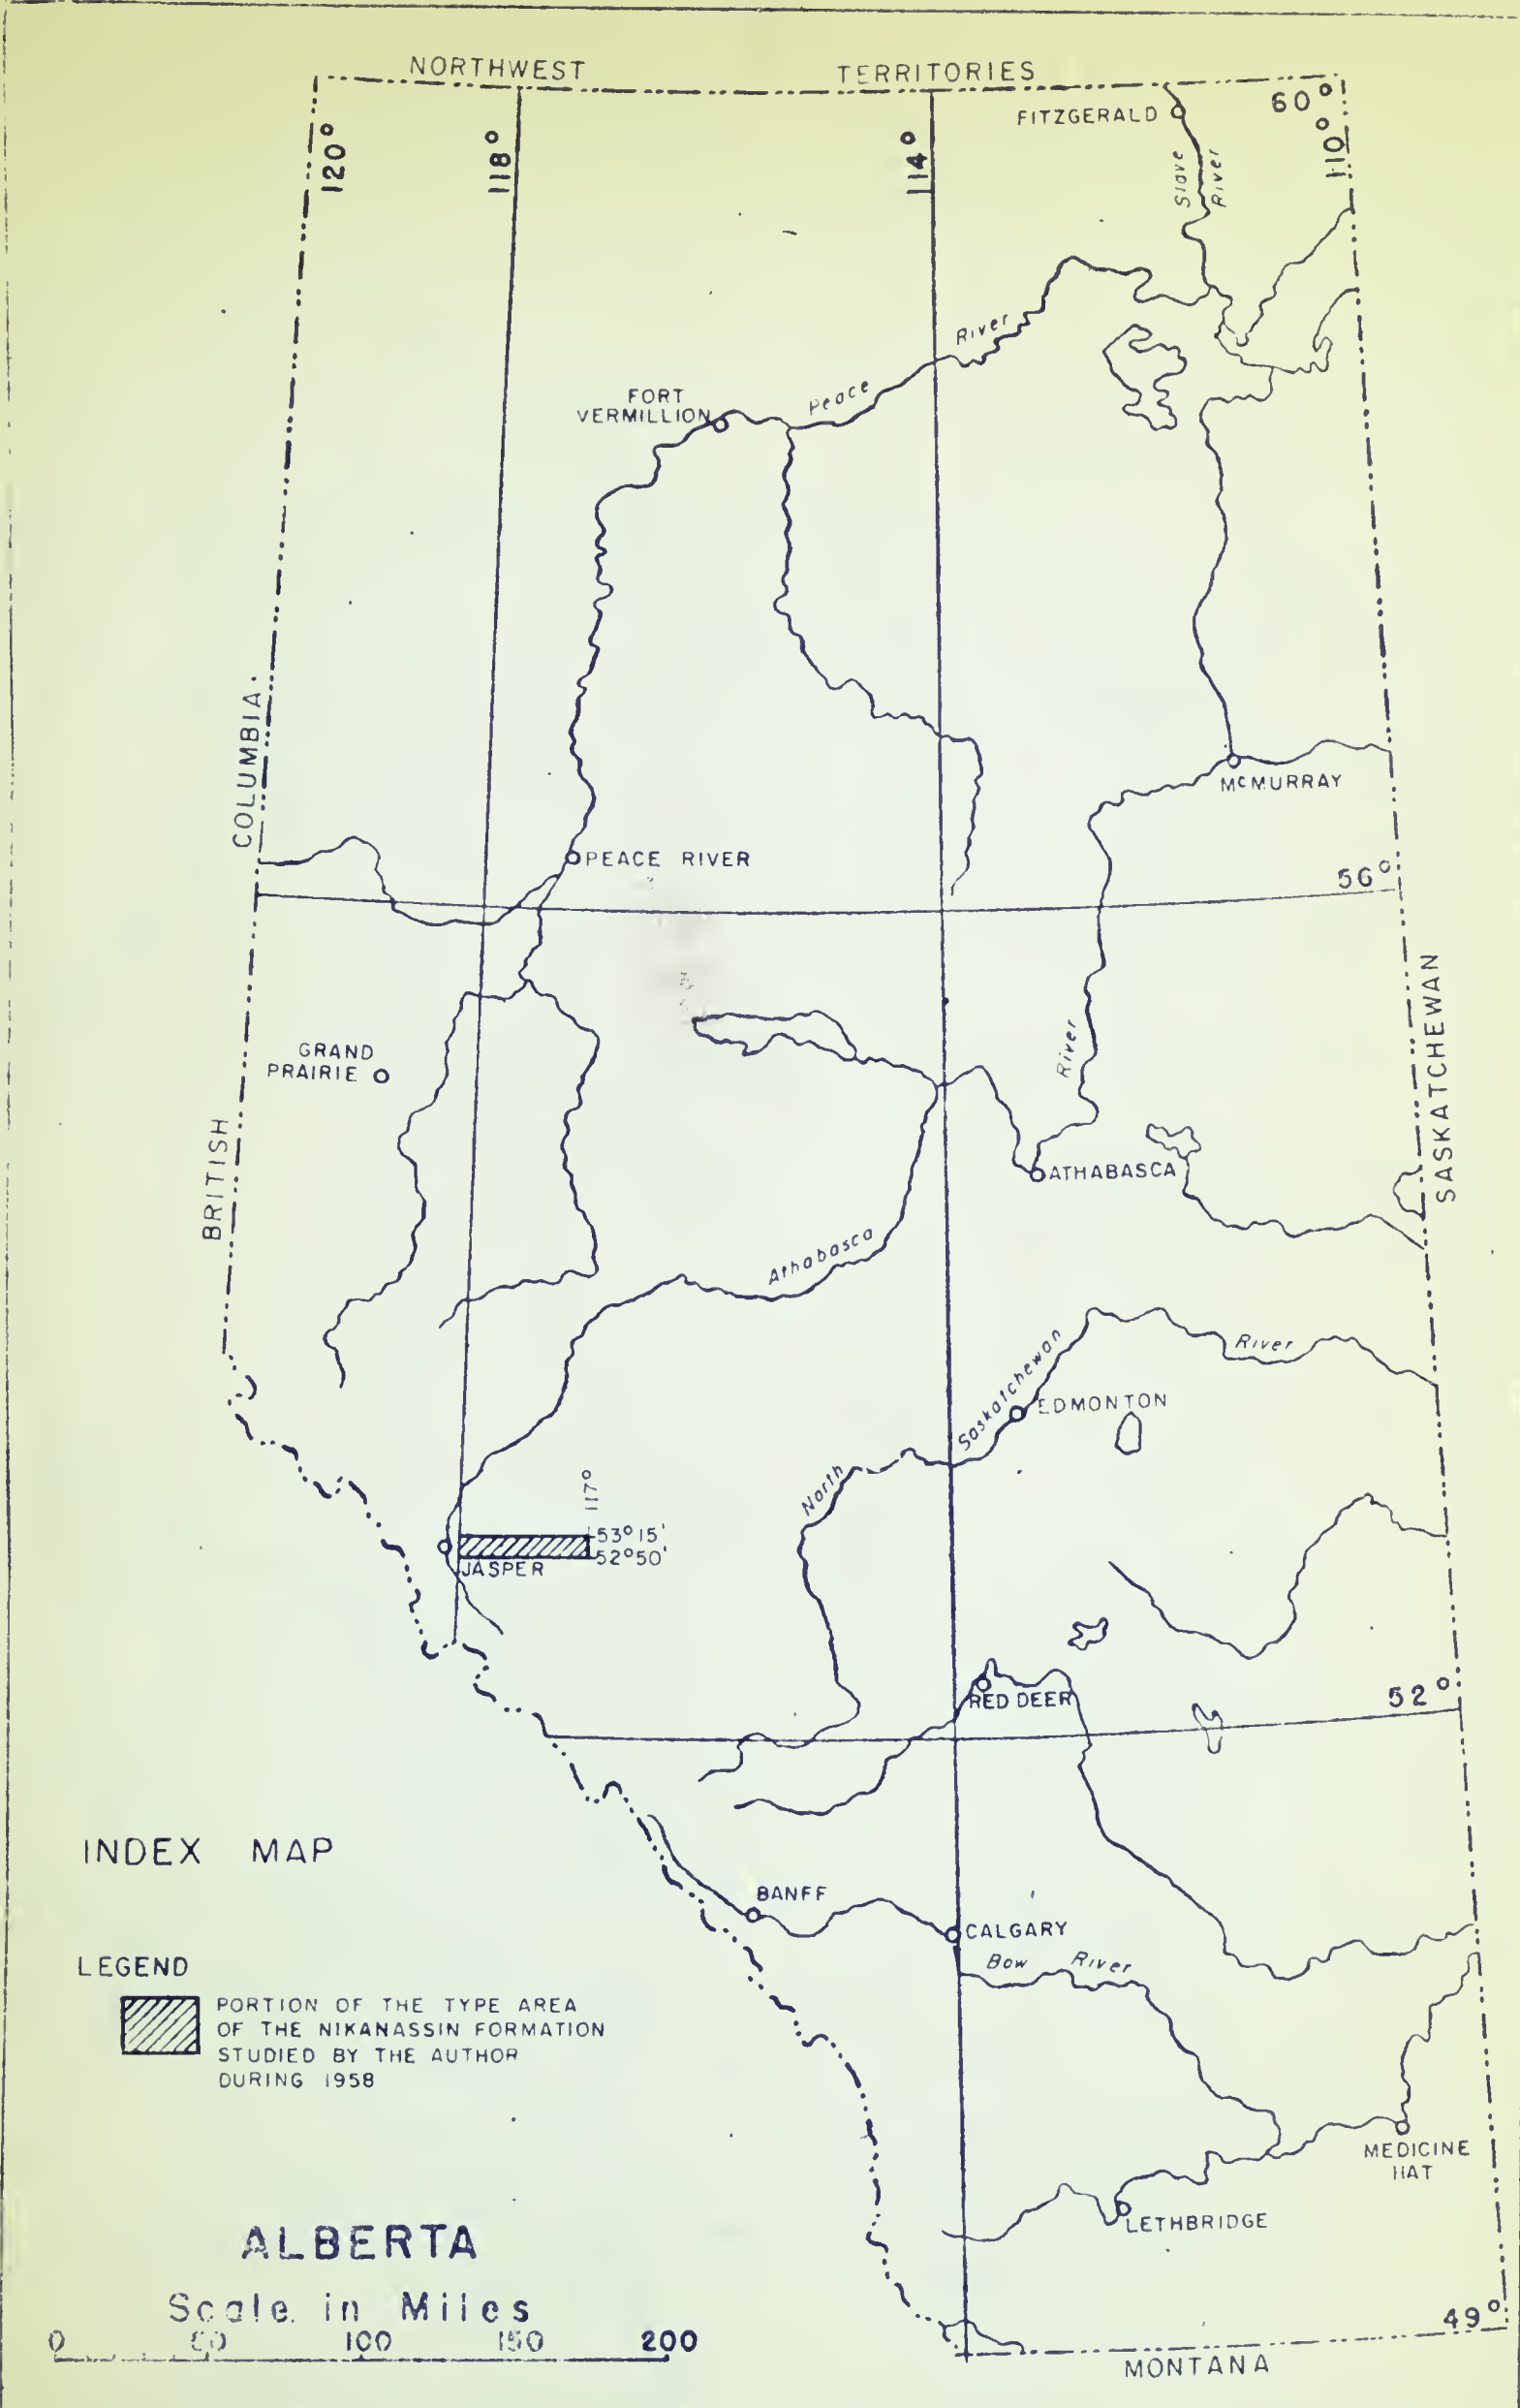 NORTHWEST TERRITORIES
60°
120°
118°
114°
110°
FITZGERALD
Slave
River
Peace River
FORT
VERMILLION
BRITISH COLUMBIA
McMURRAY
PEACE RIVER
56°
SASKATCHEWAN
GRAND
PRAIRIE
River
ATHABASCA
Athabasca
North Saskatchewan River
EDMONTON
117°
53°15'
52°50'
JASPER
RED DEER
52°
INDEX MAP
BANFF
CALGARY
Bow River
LEGEND
PORTION OF THE TYPE AREA
OF THE NIKANASSIN FORMATION
STUDIED BY THE AUTHOR
DURING 1958
MEDICINE
HAT
LETHBRIDGE
ALBERTA
Scale in Miles
0 50 100 150 200
49°
MONTANA